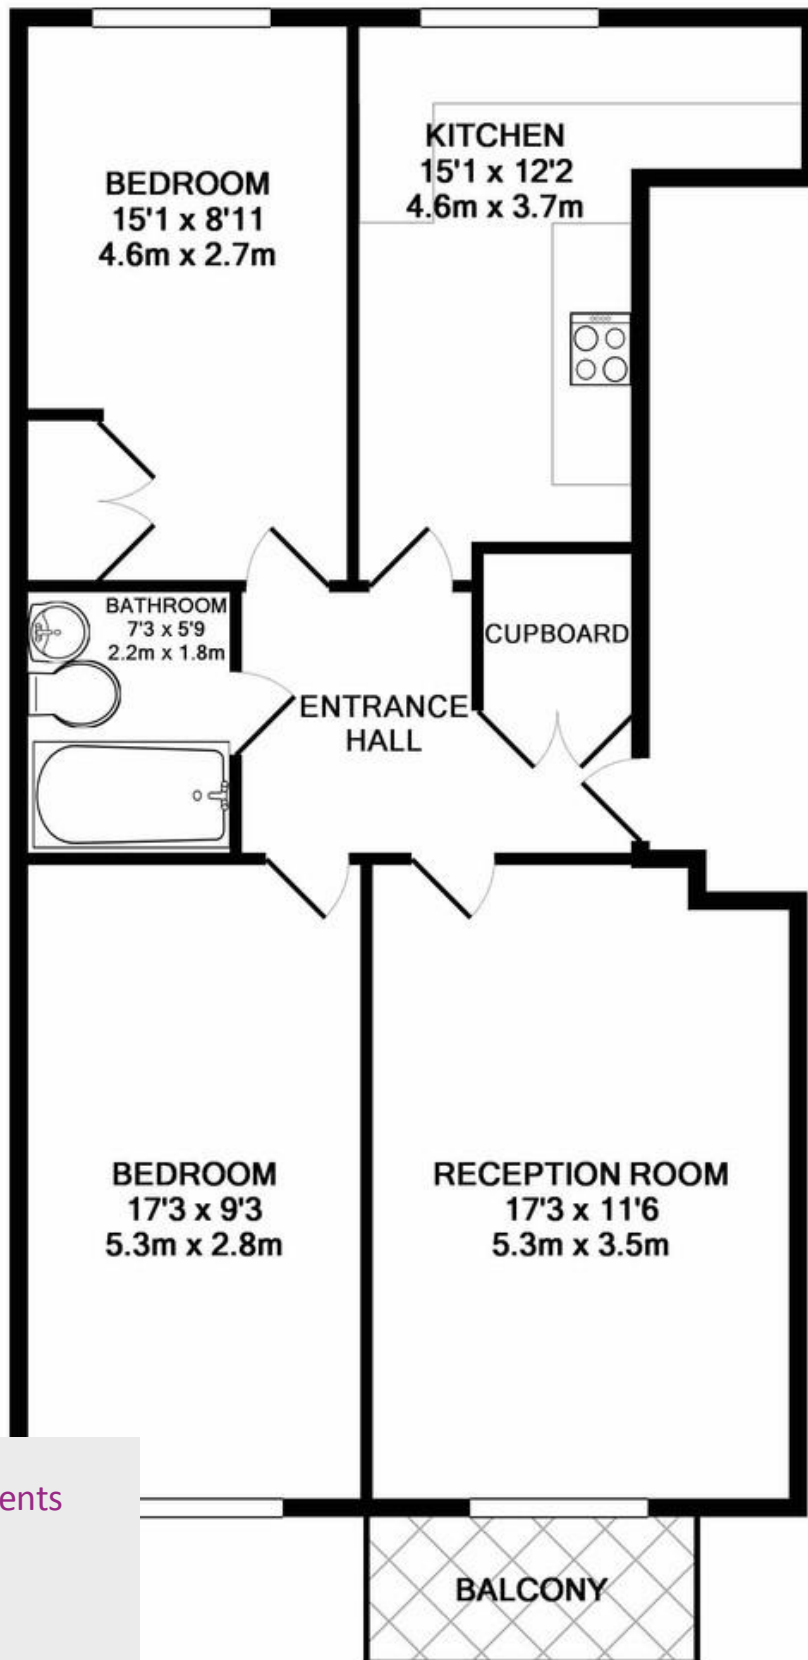 KITCHEN
15'1 x 12'2
4.6m x 3.7m
BEDROOM
15'1 x 8'11
4.6m x 2.7m
BATHROOM
7'3 x 5'9
2.2m x 1.8m
CUPBOARD
ENTRANCE
HALL
BEDROOM
17'3 x 9'3
5.3m x 2.8m
RECEPTION ROOM
17'3 x 11'6
5.3m x 3.5m
ents
BALCONY